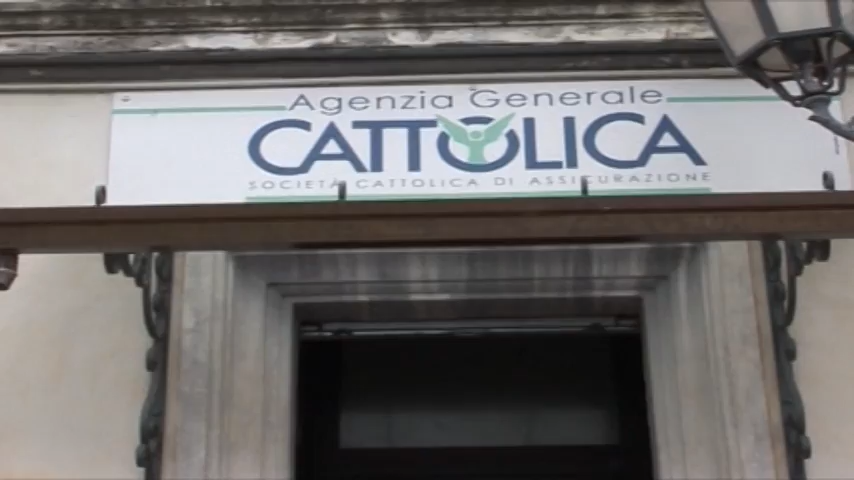 Agenzia Generale
CATTOLICA
SOCIETÀ CATTOLICA DI ASSICURAZIONE